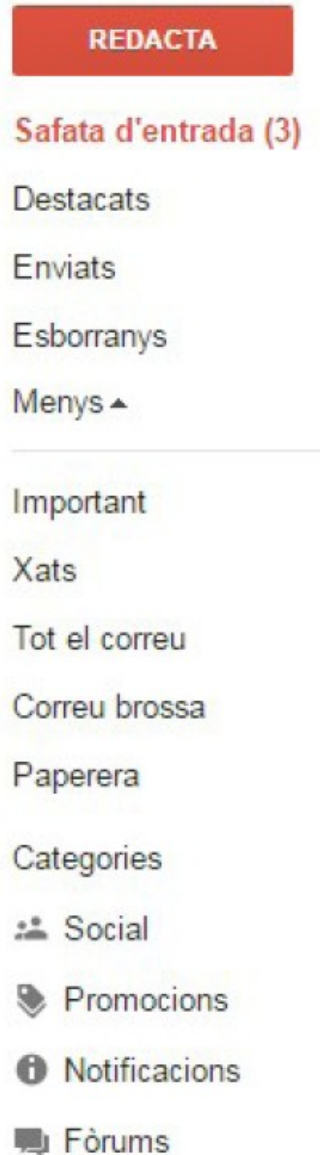 REDACTA
Safata d'entrada (3)
Destacats
Enviats
Esborranys
Menys
Important
Xats
Tot el correu
Correu brossa
Paperera
Categories
Social
Promocions
Notificacions
Fòrums